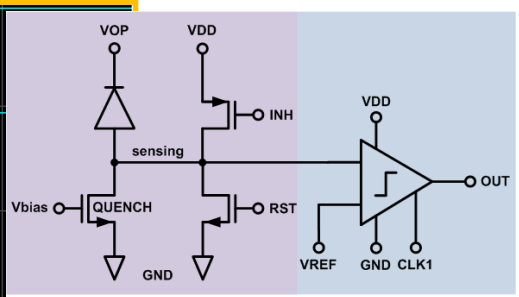 VOP
VDD
INH
VDD
sensing
OUT
Vbias
QUENCH
RST
VREF
GND
CLK1
GND